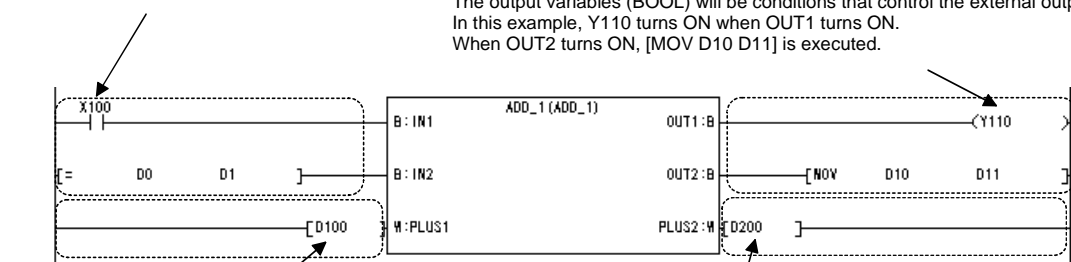 The output variables (BOOL) will be conditions that control the external outp
In this example, Y110 turns ON when OUT1 turns ON.
When OUT2 turns ON, [MOV D10 D11] is executed.
X100
ADD_1(ADD_1)
B:IN1 OUT1:B (Y110 )
[= D0 D1 ] B:IN2 OUT2:B [MOV D10 D11 ]
[D100 ] W:PLUS1 PLUS2:W [D200 ]